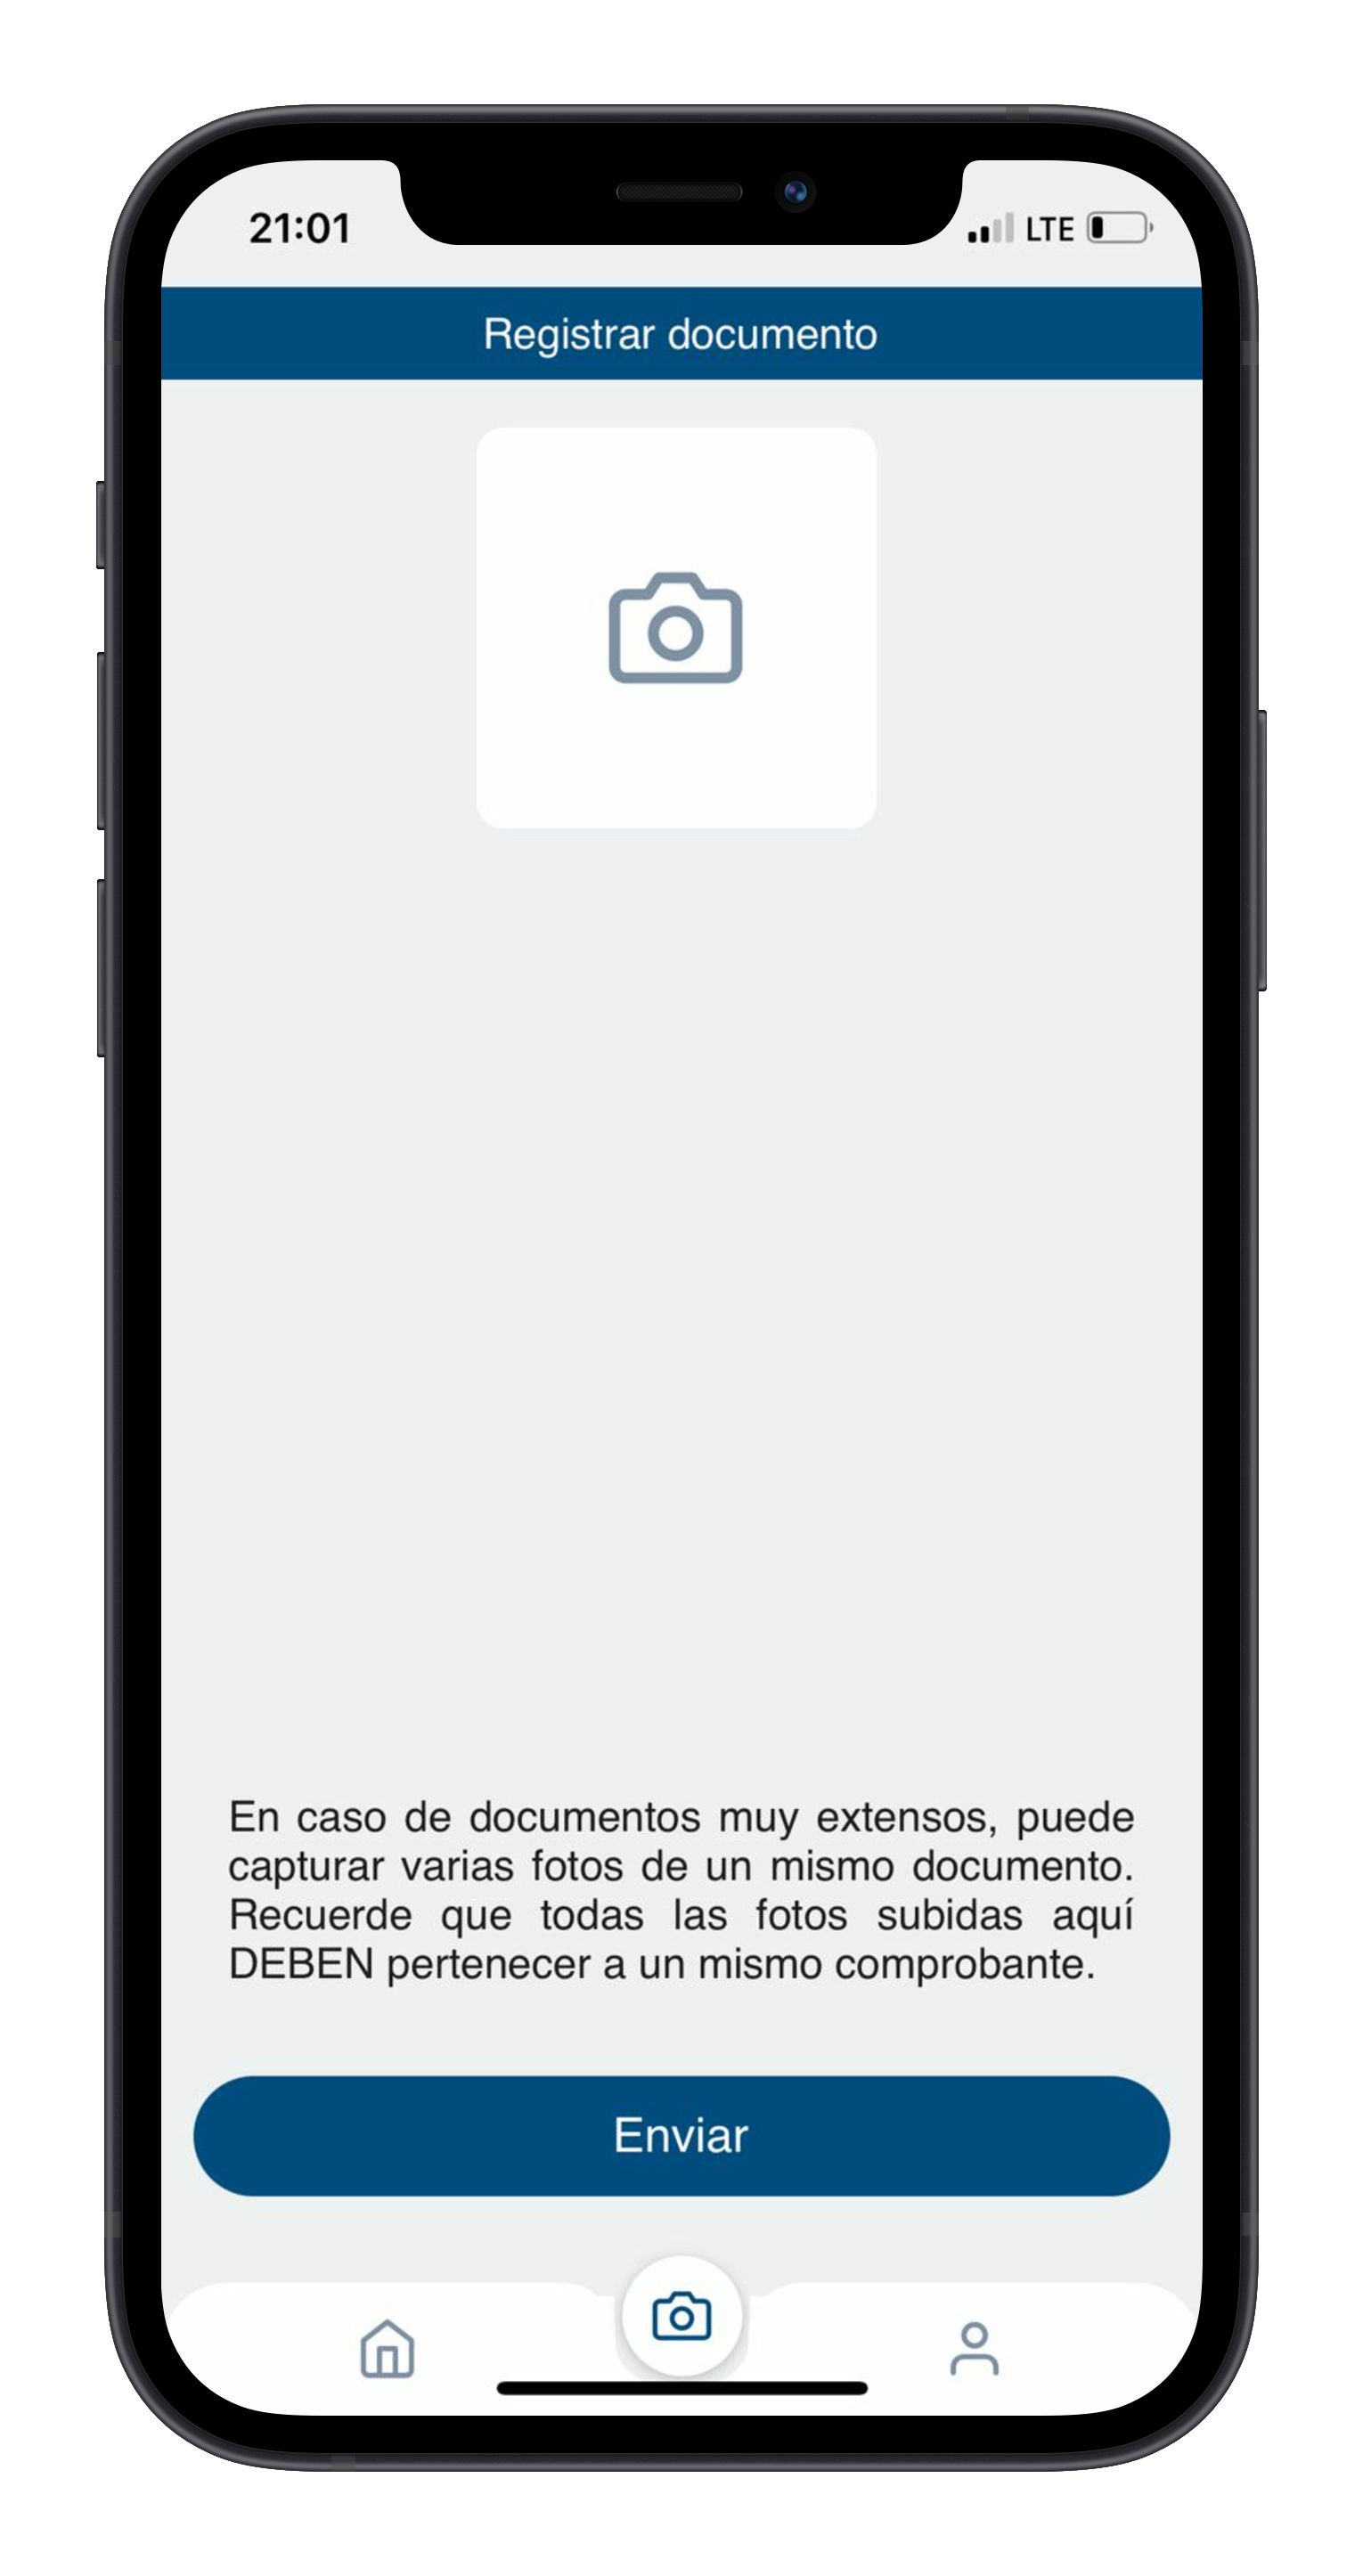 21:01
LTE
Registrar documento
En caso de documentos muy extensos, puede
capturar varias fotos de un mismo documento.
Recuerde que todas las fotos subidas aquí
DEBEN pertenecer a un mismo comprobante.
Enviar